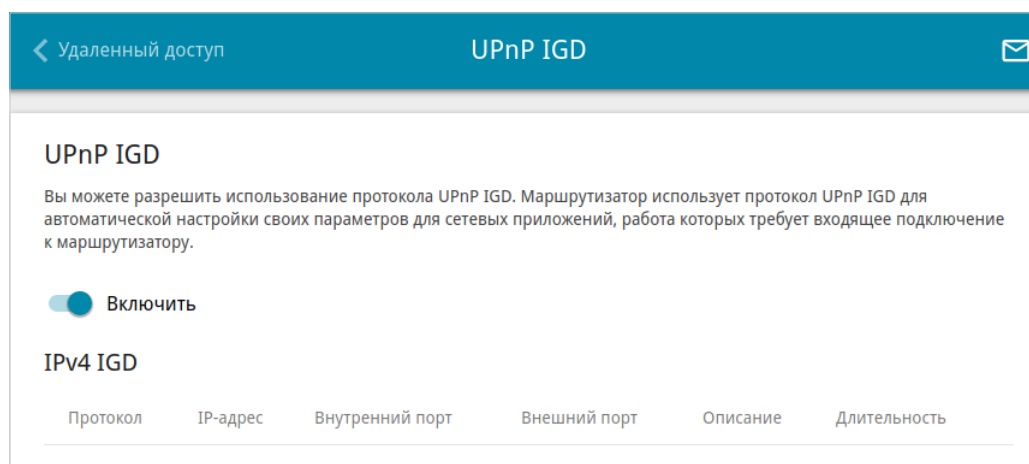 Удаленный доступ UPnP IGD
UPnP IGD
Вы можете разрешить использование протокола UPnP IGD. Маршрутизатор использует протокол UPnP IGD для
автоматической настройки своих параметров для сетевых приложений, работа которых требует входящее подключение
к маршрутизатору.
Включить
IPv4 IGD
Протокол IP-адрес Внутренний порт Внешний порт Описание Длительность